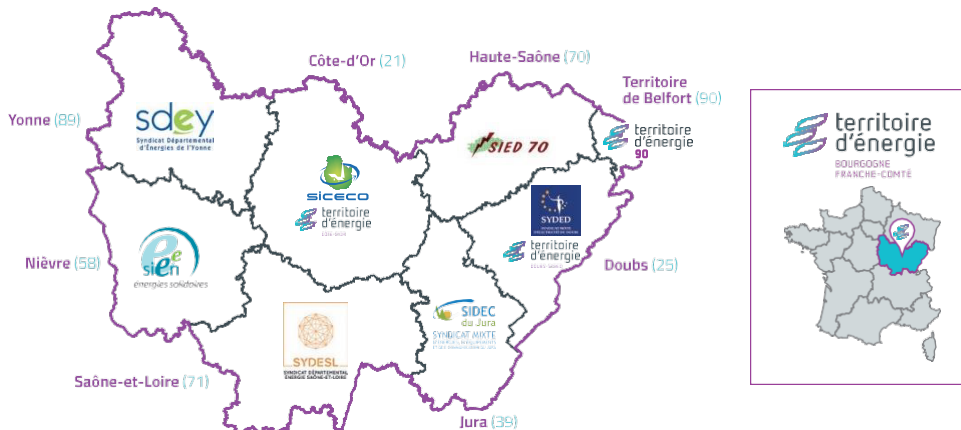 Côte-d'Or (21)
Haute-Saône (70)
Territoire
de Belfort (90)
Yonne (89)
sdey
Syndicat Départemental
d'Énergies de l'Yonne
SIED 70
territoire
d'énergie
90
siceco
territoire
d'énergie
CÔTE-D'OR
SYDED
territoire
d'énergie
Nièvre (58)
sieeen
énergies solidaires
Doubs (25)
SIDEC
du Jura
SYNDICAT MIXTE
SYDESL
SYNDICAT DÉPARTEMENTAL
ÉNERGIE SAÔNE-ET-LOIRE
Saône-et-Loire (71)
Jura (39)
territoire
d'énergie
BOURGOGNE
FRANCHE-COMTÉ